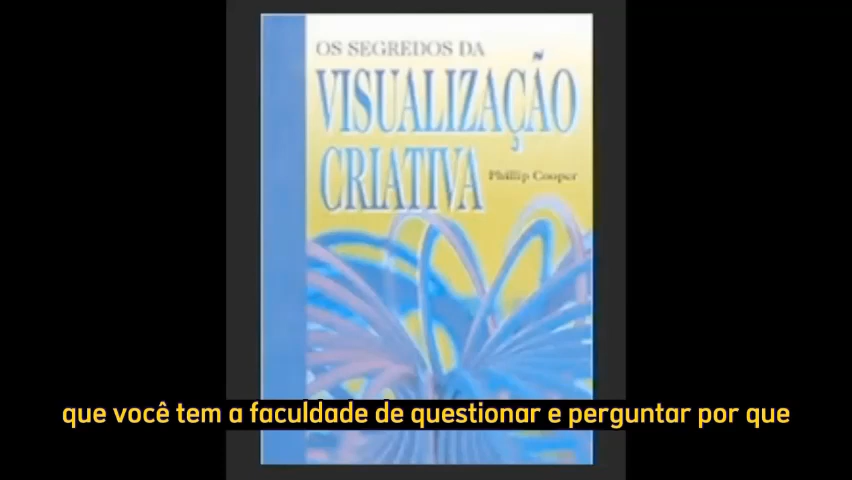 OS SEGREDOS DA
VISUALIZAÇÃO
CRIATIVA
Phillip Cooper
que você tem a faculdade de questionar e perguntar por que